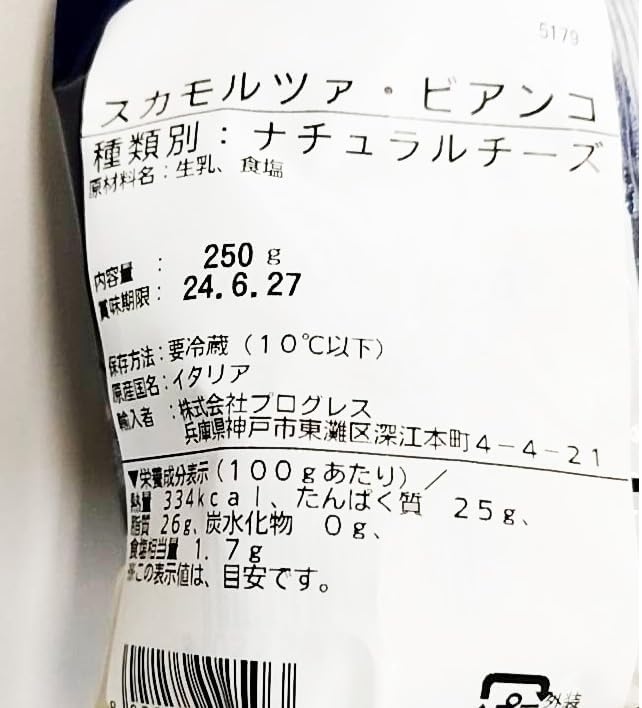 5179
スカモルツァ・ビアンコ
種類別：ナチュラルチーズ
原材料名：生乳、食塩
内容量 ： 250 g
賞味期限： 24.6.27
保存方法：要冷蔵（１０℃以下）
原産国名：イタリア
輸入者 ：株式会社プログレス
兵庫県神戸市東灘区深江本町４－４－21
▼栄養成分表示（１００ｇあたり）／
熱量 334kcal、たんぱく質 ２５ｇ、
脂質 26g､炭水化物 ０ｇ、
食塩相当量 １．７ｇ
※この表示値は、目安です。
プ 外装